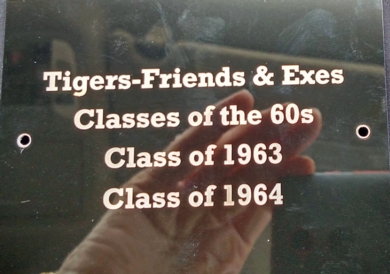 Tigers-Friends & Exes
Classes of the 60s
Class of 1963
Class of 1964